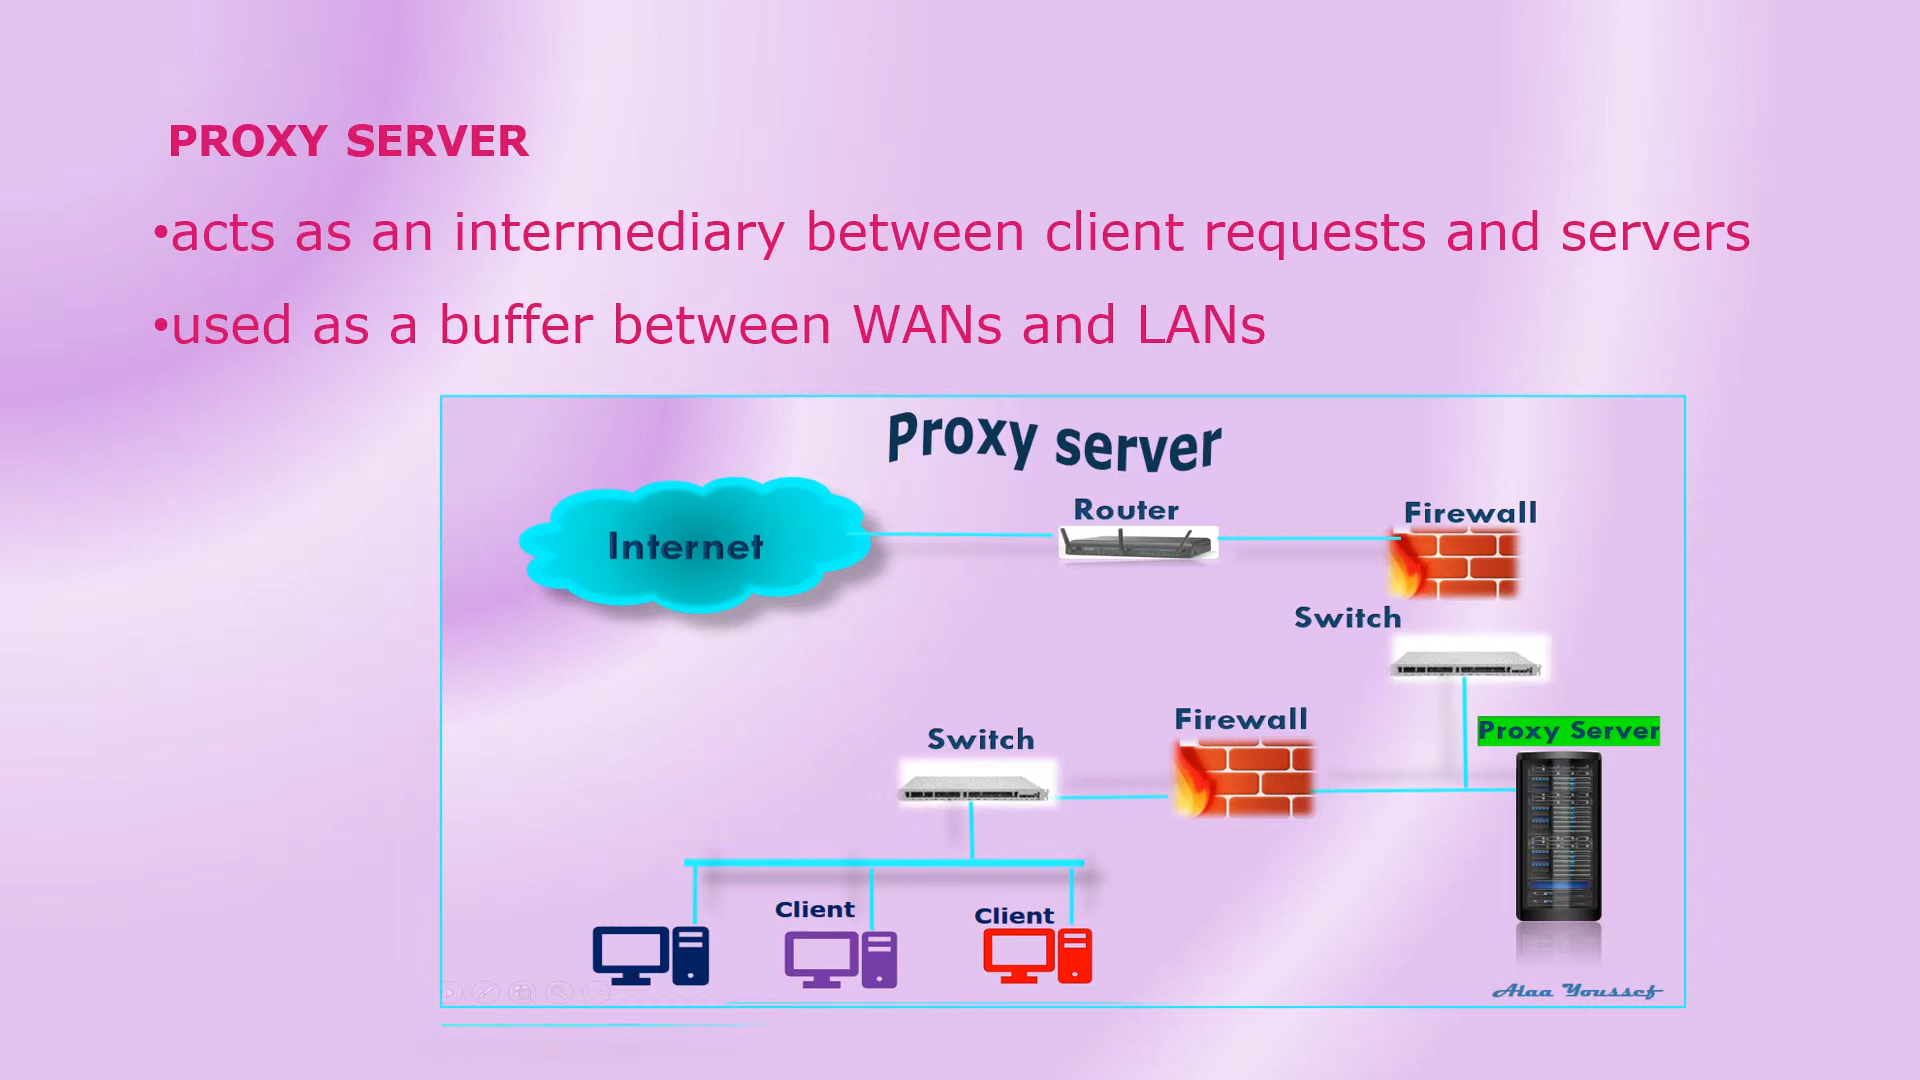 PROXY SERVER
•acts as an intermediary between client requests and servers
•used as a buffer between WANs and LANs
Proxy server
Internet
Router
Firewall
Switch
Firewall
Switch
Proxy Server
Client
Client
Alaa Youssef